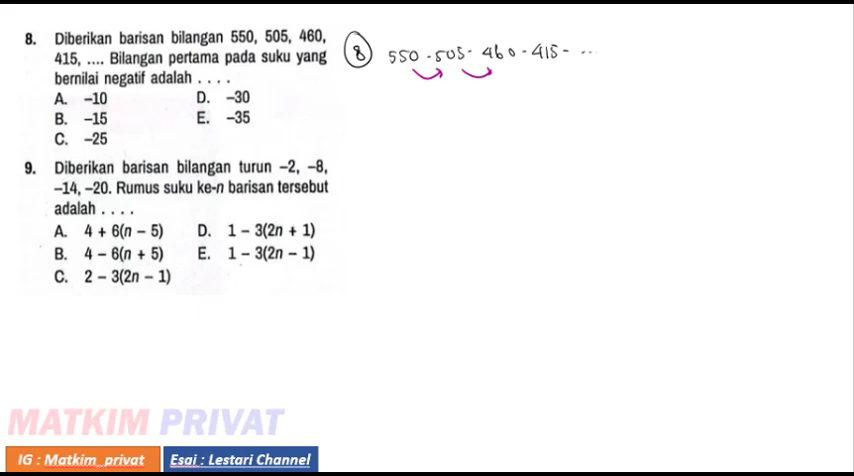 8. Diberikan barisan bilangan 550, 505, 460,
415, .... Bilangan pertama pada suku yang
bernilai negatif adalah . . . .
A. –10 D. –30
B. –15 E. –35
C. –25
9. Diberikan barisan bilangan turun –2, –8,
–14, –20. Rumus suku ke-n barisan tersebut
adalah . . . .
A. 4 + 6(n – 5) D. 1 – 3(2n + 1)
B. 4 – 6(n + 5) E. 1 – 3(2n – 1)
C. 2 – 3(2n – 1)
8 550 - 505 - 460 - 415 - ...
MATKIM PRIVAT
IG : Matkim_privat Esai : Lestari Channel